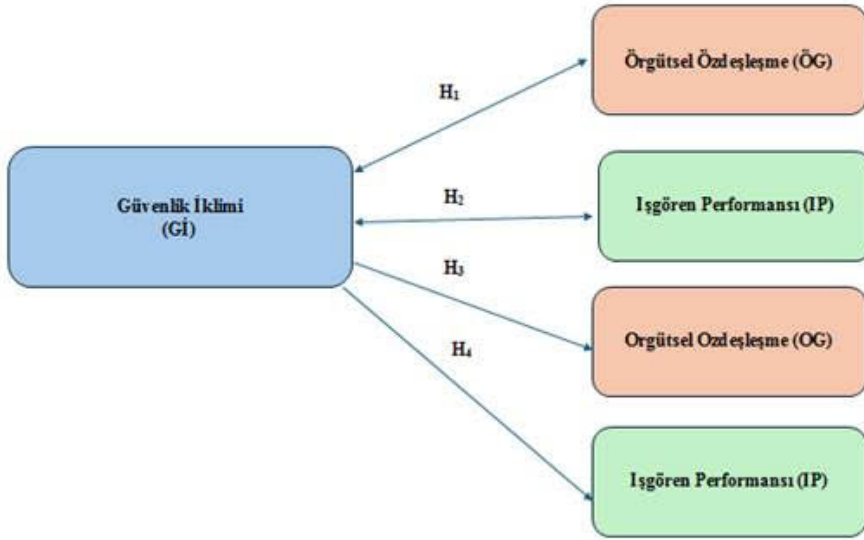 Örgütsel Özdeşleşme (ÖG)
H₁
Güvenlik İklimi
(Gİ)
H₂
Işgören Performansı (IP)
H₃
Orgütsel Ozdeşleşme (OG)
H₄
Işgören Performansı (IP)